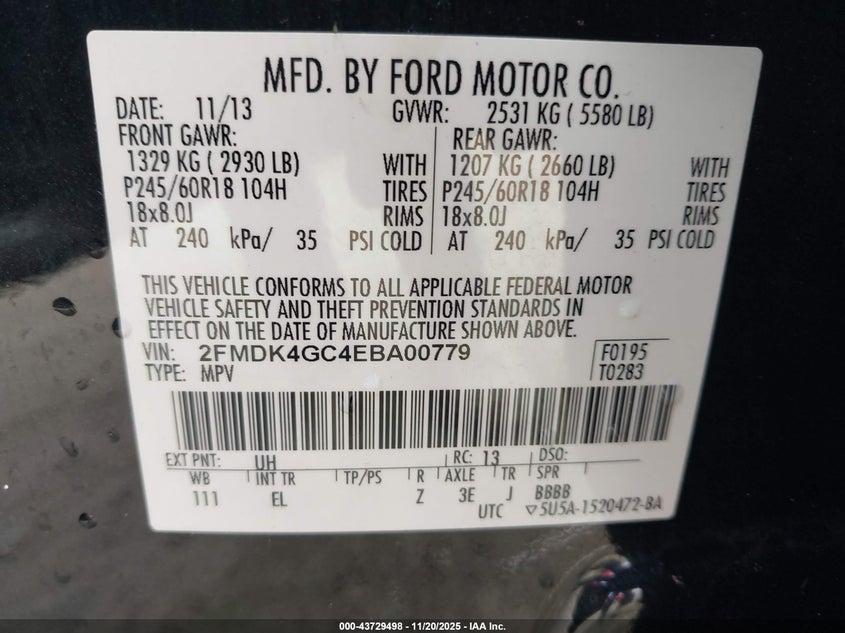 MFD. BY FORD MOTOR CO.
DATE: 11/13 GVWR: 2531 KG ( 5580 LB)
FRONT GAWR: REAR GAWR:
1329 KG ( 2930 LB) WITH 1207 KG ( 2660 LB) WITH
P245/60R18 104H TIRES P245/60R18 104H TIRES
18x8.0J RIMS 18x8.0J RIMS
AT 240 kPa/ 35 PSI COLD AT 240 kPa/ 35 PSI COLD
THIS VEHICLE CONFORMS TO ALL APPLICABLE FEDERAL MOTOR
VEHICLE SAFETY AND THEFT PREVENTION STANDARDS IN
EFFECT ON THE DATE OF MANUFACTURE SHOWN ABOVE.
VIN: 2FMDK4GC4EBA00779 F0195
TYPE: MPV T0283
EXT PNT: UH RC: 13 DSO:
WB INT TR TP/PS R AXLE TR SPR
111 EL Z 3E J BBBB
UTC ▽5U5A-1520472-BA
000-43729498 - 11/20/2025 - IAA Inc.